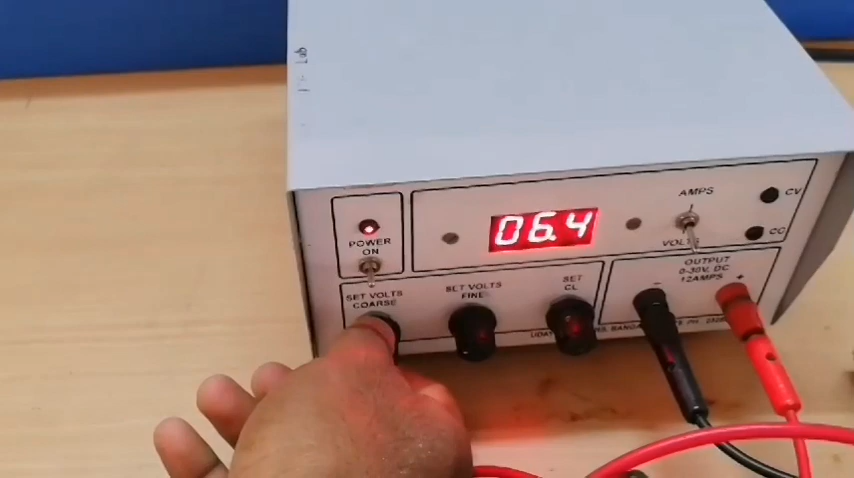 POWER
ON
06.4
AMPS
VOLTS
CV
CC
SET VOLTS
COARSE
SET VOLTS
FINE
SET
CL
OUTPUT
0-30V, DC
12AMPS
- +